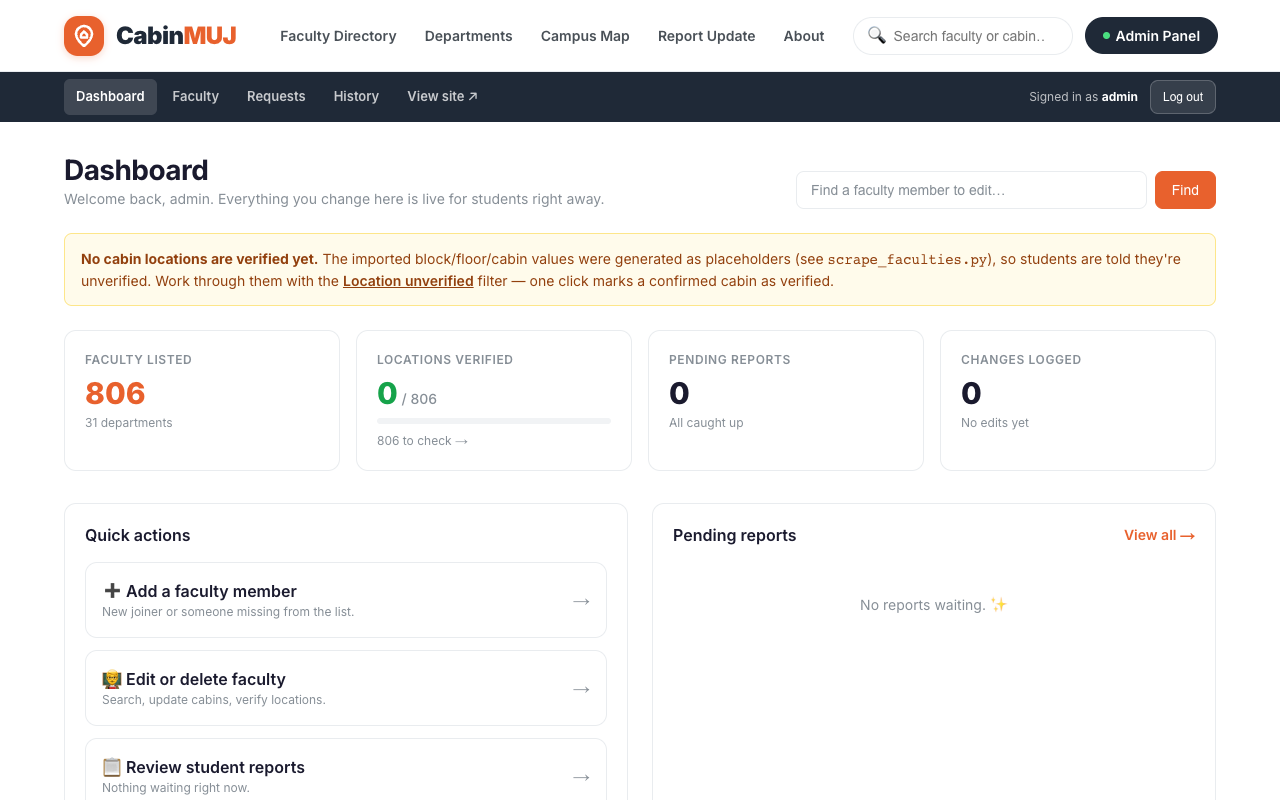 CabinMUJ
Faculty Directory
Departments
Campus Map
Report Update
About
🔍 Search faculty or cabin..
Admin Panel
Dashboard
Faculty
Requests
History
View site ↗
Signed in as admin
Log out
Dashboard
Welcome back, admin. Everything you change here is live for students right away.
Find a faculty member to edit…
Find
No cabin locations are verified yet. The imported block/floor/cabin values were generated as placeholders (see scrape_faculties.py), so students are told they're
unverified. Work through them with the Location unverified filter — one click marks a confirmed cabin as verified.
FACULTY LISTED
806
31 departments
LOCATIONS VERIFIED
0 / 806
806 to check →
PENDING REPORTS
0
All caught up
CHANGES LOGGED
0
No edits yet
Quick actions
➕ Add a faculty member
New joiner or someone missing from the list.
→
🧑‍🏫 Edit or delete faculty
Search, update cabins, verify locations.
→
📋 Review student reports
Nothing waiting right now.
→
Pending reports
View all →
No reports waiting. ✨